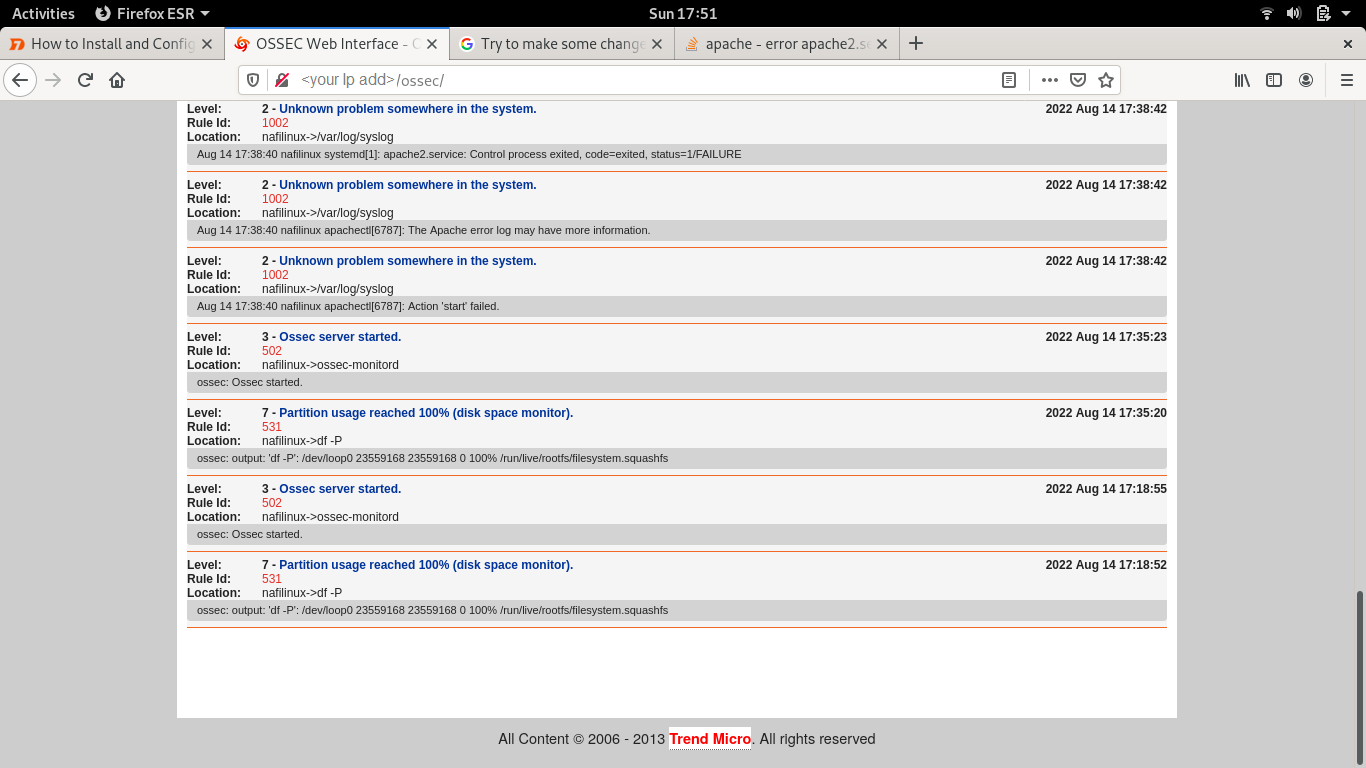 Activities Firefox ESR Sun 17:51
How to Install and Config OSSEC Web Interface - O Try to make some change apache - error apache2.se
<your Ip add>/ossec/
Level: 2 - Unknown problem somewhere in the system. 2022 Aug 14 17:38:42
Rule Id: 1002
Location: nafilinux->/var/log/syslog
Aug 14 17:38:40 nafilinux systemd[1]: apache2.service: Control process exited, code=exited, status=1/FAILURE
Level: 2 - Unknown problem somewhere in the system. 2022 Aug 14 17:38:42
Rule Id: 1002
Location: nafilinux->/var/log/syslog
Aug 14 17:38:40 nafilinux apachectl[6787]: The Apache error log may have more information.
Level: 2 - Unknown problem somewhere in the system. 2022 Aug 14 17:38:42
Rule Id: 1002
Location: nafilinux->/var/log/syslog
Aug 14 17:38:40 nafilinux apachectl[6787]: Action 'start' failed.
Level: 3 - Ossec server started. 2022 Aug 14 17:35:23
Rule Id: 502
Location: nafilinux->ossec-monitord
ossec: Ossec started.
Level: 7 - Partition usage reached 100% (disk space monitor). 2022 Aug 14 17:35:20
Rule Id: 531
Location: nafilinux->df -P
ossec: output: 'df -P': /dev/loop0 23559168 23559168 0 100% /run/live/rootfs/filesystem.squashfs
Level: 3 - Ossec server started. 2022 Aug 14 17:18:55
Rule Id: 502
Location: nafilinux->ossec-monitord
ossec: Ossec started.
Level: 7 - Partition usage reached 100% (disk space monitor). 2022 Aug 14 17:18:52
Rule Id: 531
Location: nafilinux->df -P
ossec: output: 'df -P': /dev/loop0 23559168 23559168 0 100% /run/live/rootfs/filesystem.squashfs
All Content © 2006 - 2013 Trend Micro. All rights reserved